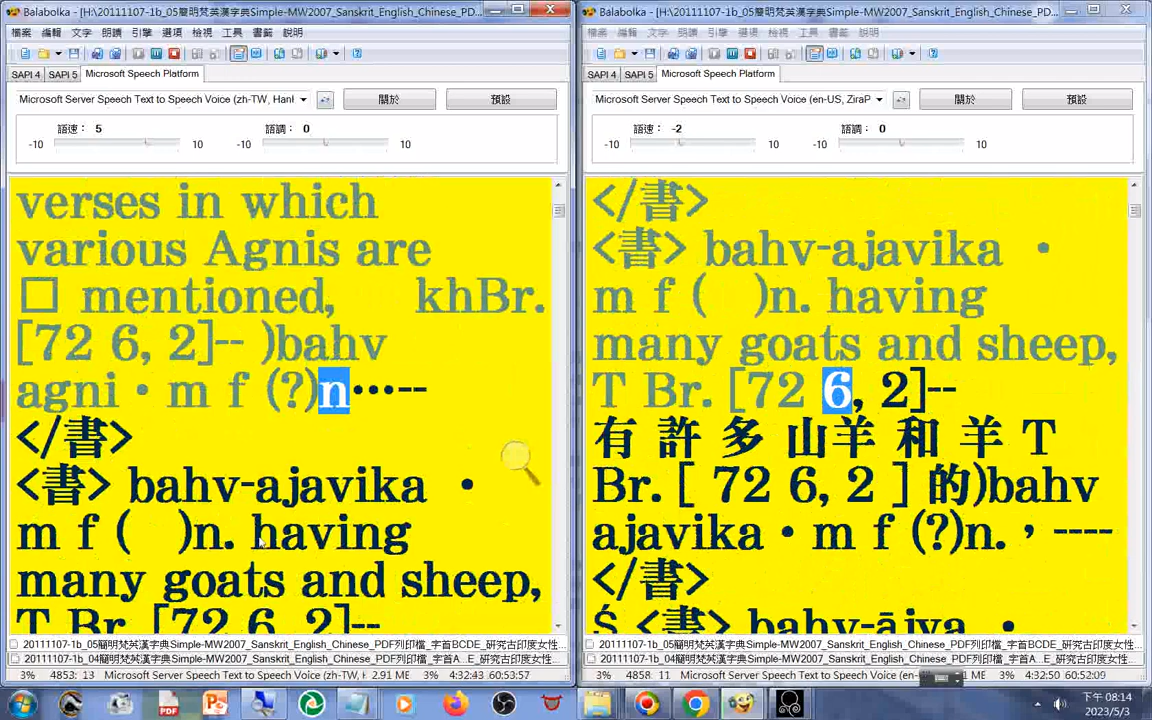 Balabolka - [H:\20111107-1b_05簡明梵英漢字典Simple-MW2007_Sanskrit_English_Chinese_PD...
檔案 編輯 文字 朗讀 引擎 選項 檢視 工具 書籤 說明
SAPI 4 SAPI 5 Microsoft Speech Platform
Microsoft Server Speech Text to Speech Voice (zh-TW, Hanl
關於 預設
語速: 5 語調: 0
-10 10 -10 10
verses in which
various Agnis are
□ mentioned, khBr.
[72 6, 2]-- )bahv
agni • m f (?)n•••--
</書>
<書> bahv-ajavika •
m f ( )n. having
many goats and sheep,
T Br. [72 6, 2]--
20111107-1b_05簡明梵英漢字典Simple-MW2007_Sanskrit_English_Chinese_PDF列印檔_字首BCDE_研究古印度女性...
20111107-1b_04簡明梵英漢字典Simple-MW2007_Sanskrit_English_Chinese_PDF列印檔_字首A...E_研究古印度女性...
3% 4853: 13 Microsoft Server Speech Text to Speech Voice (zh-TW, 2.91 ME 3% 4:32:43 60:53:57
Balabolka - [H:\20111107-1b_05簡明梵英漢字典Simple-MW2007_Sanskrit_English_Chinese_PD...
檔案 編輯 文字 朗讀 引擎 選項 檢視 工具 書籤 說明
SAPI 4 SAPI 5 Microsoft Speech Platform
Microsoft Server Speech Text to Speech Voice (en-US, ZiraP
關於 預設
語速: -2 語調: 0
-10 10 -10 10
</書>
<書> bahv-ajavika •
m f ( )n. having
many goats and sheep,
T Br. [72 6, 2]--
有 許 多 山羊 和 羊 T
Br. [ 72 6, 2 ] 的)bahv
ajavika • m f (?)n. , ----
</書>
Ś <書> bahv-ājya •
20111107-1b_05簡明梵英漢字典Simple-MW2007_Sanskrit_English_Chinese_PDF列印檔_字首BCDE_研究古印度女性...
20111107-1b_04簡明梵英漢字典Simple-MW2007_Sanskrit_English_Chinese_PDF列印檔_字首A...E_研究古印度女性...
3% 4858 11 Microsoft Server Speech Text to Speech Voice (en-US, ME 3% 4:32:50 60:52:09
PDF
下午 08:14
2023/5/3